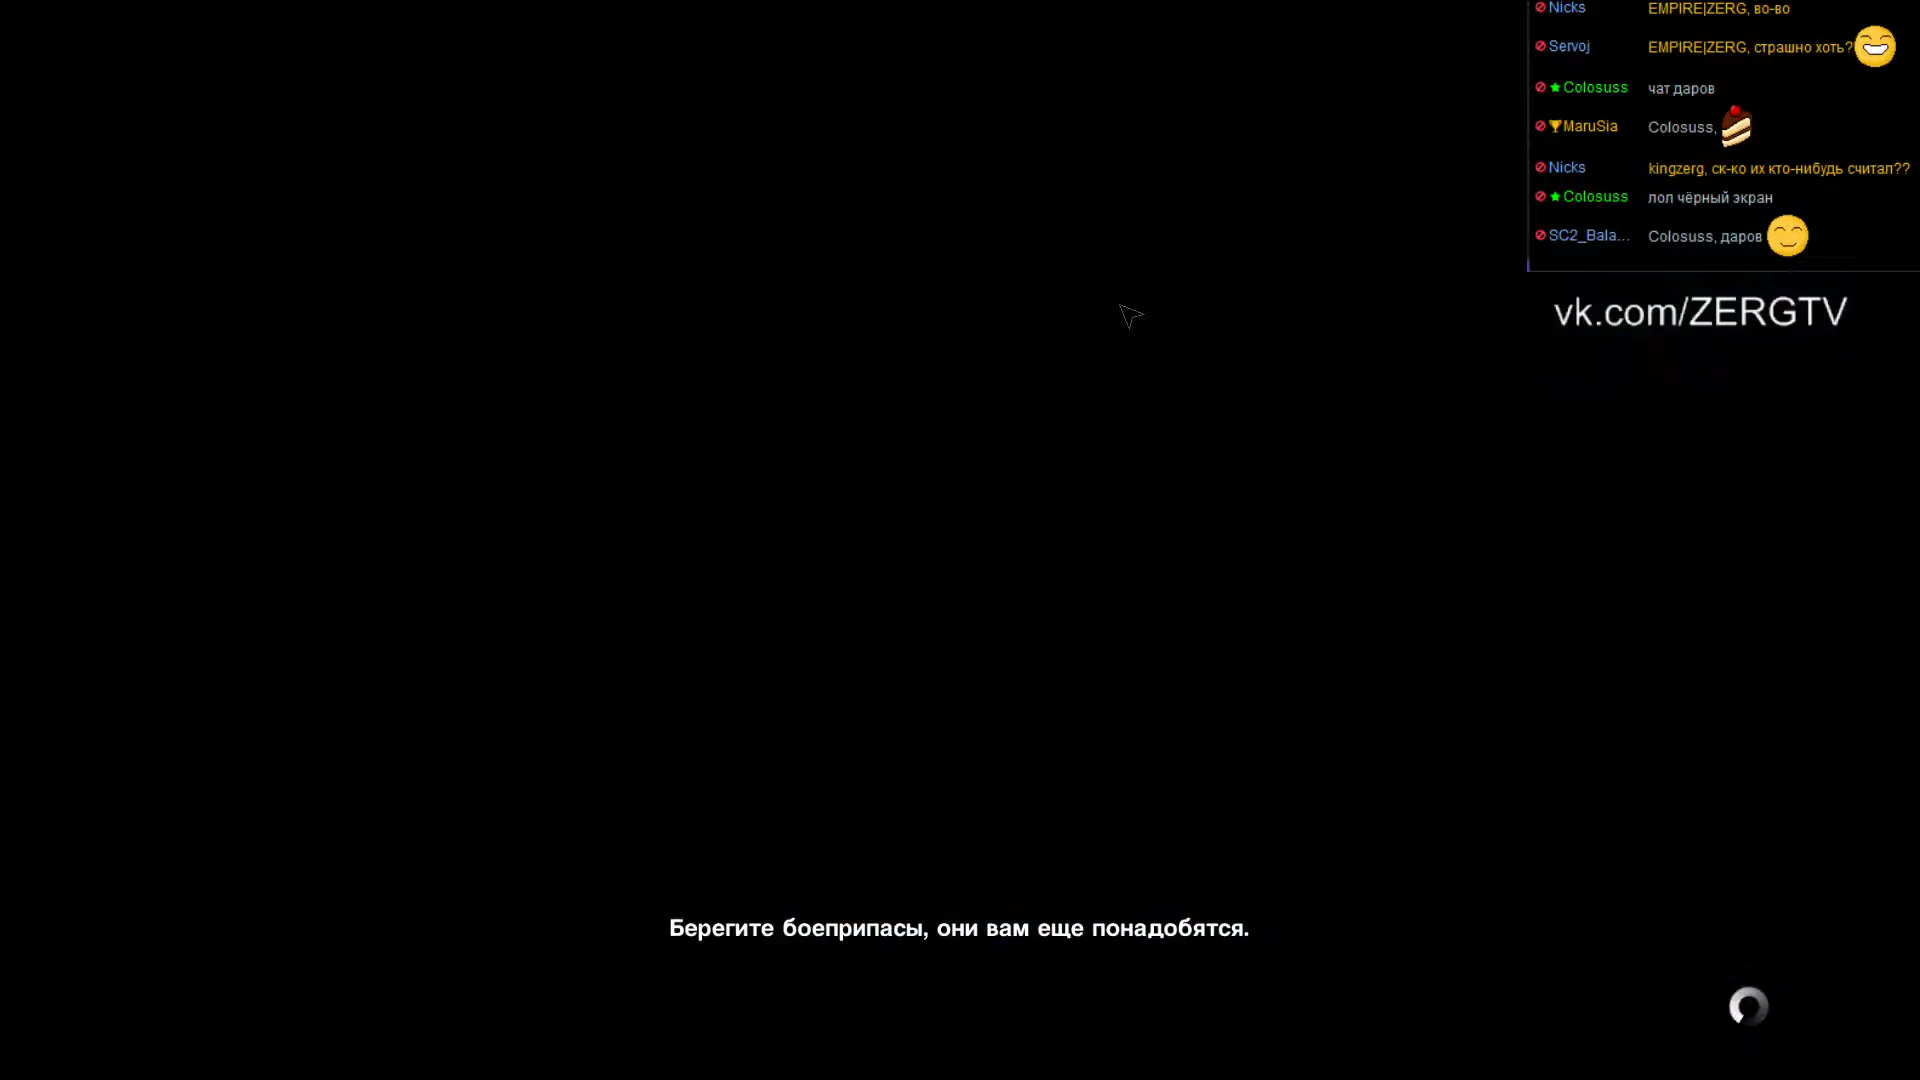 Nicks EMPIRE|ZERG, во-во
Servoj EMPIRE|ZERG, страшно хоть?
Colosuss чат даров
MaruSia Colosuss,
Nicks kingzerg, ск-ко их кто-нибудь считал??
Colosuss лол чёрный экран
SC2_Bala... Colosuss, даров
vk.com/ZERGTV
Берегите боеприпасы, они вам еще понадобятся.